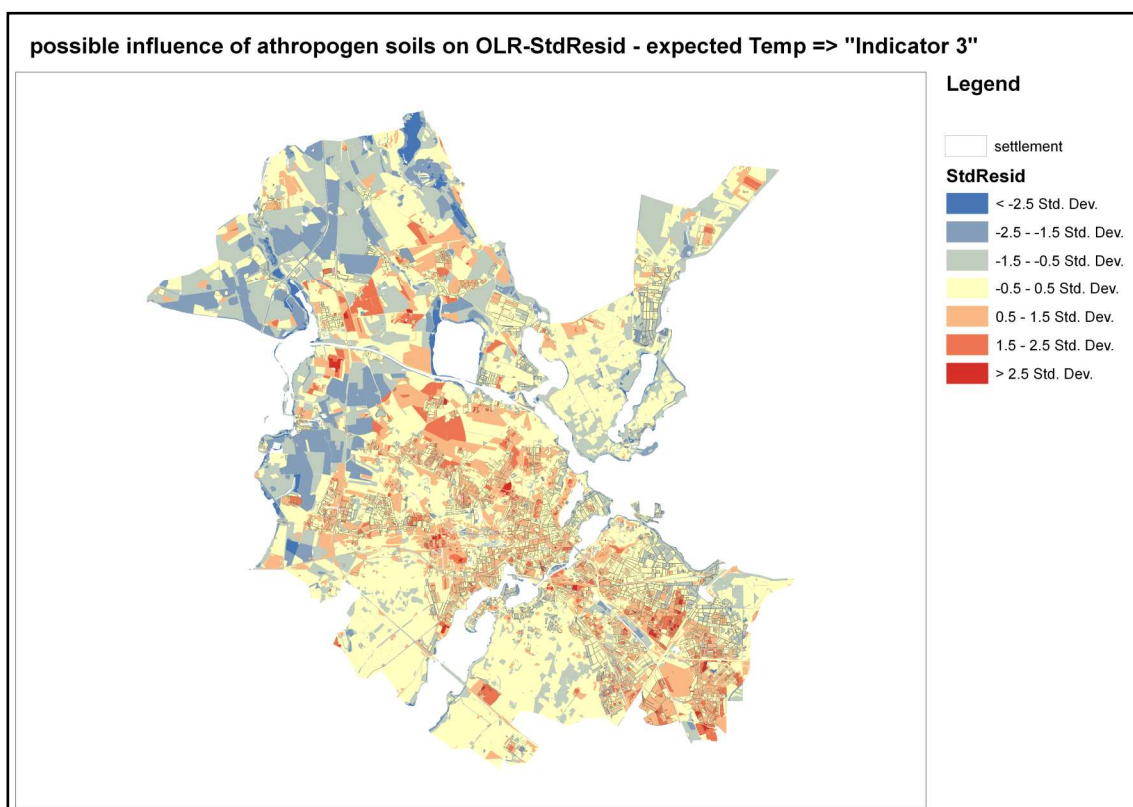 possible influence of athropogen soils on OLR-StdResid - expected Temp => "Indicator 3"
Legend
settlement
StdResid
< -2.5 Std. Dev.
-2.5 - -1.5 Std. Dev.
-1.5 - -0.5 Std. Dev.
-0.5 - 0.5 Std. Dev.
0.5 - 1.5 Std. Dev.
1.5 - 2.5 Std. Dev.
> 2.5 Std. Dev.